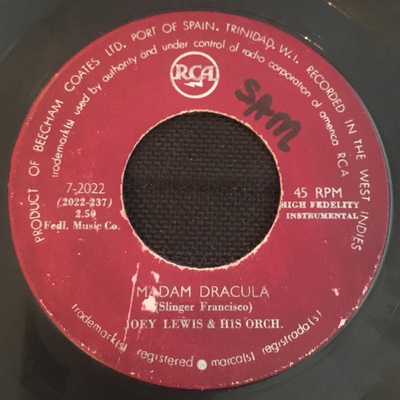 PRODUCT OF BEECHAM COATES LTD. PORT OF SPAIN. TRINIDAD, W.I. RECORDED IN THE WEST INDIES
trademark(s) used by authority and under control of radio corporation of america RCA
RCA
SAM
7-2022
(2022-237)
2.50
Fedl. Music Co.
45 RPM
HIGH FIDELITY
INSTRUMENTAL
MADAM DRACULA
(Slinger Francisco)
JOEY LEWIS & HIS ORCH.
trademark(s) registered • marca(s) registrada(s)